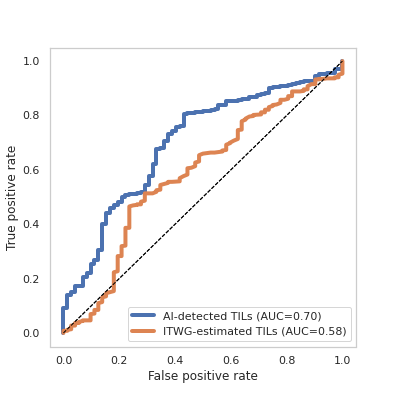 1.0
0.8
0.6
0.4
0.2
0.0
True positive rate
AI-detected TILs (AUC=0.70)
ITWG-estimated TILs (AUC=0.58)
0.0 0.2 0.4 0.6 0.8 1.0
False positive rate